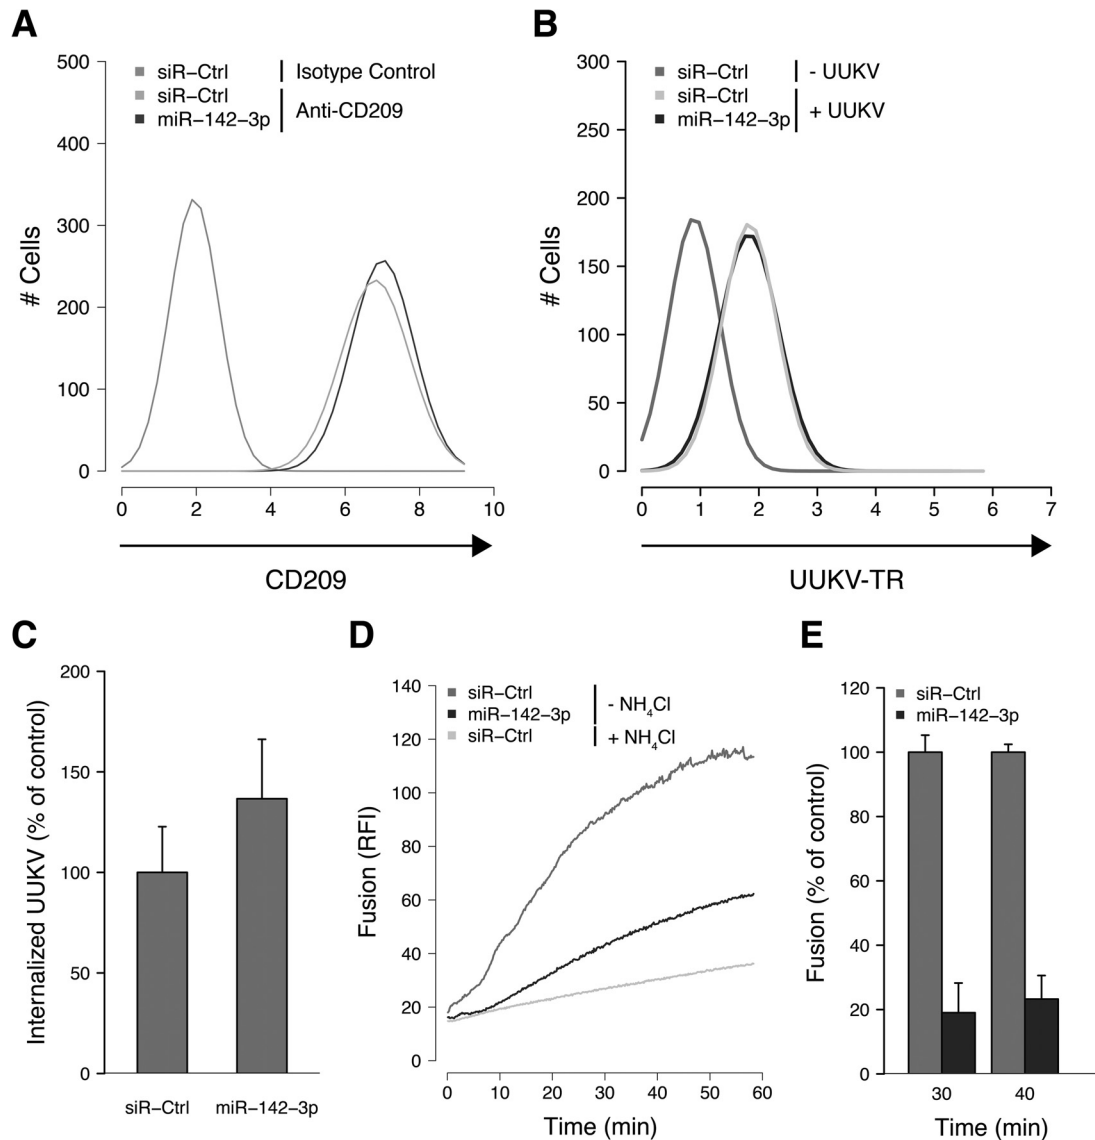 A
500
400
300
200
100
0
# Cells
siR−Ctrl
Isotype Control
siR−Ctrl
miR−142−3p
Anti-CD209
0 2 4 6 8 10
CD209
B
300
250
200
150
100
50
0
# Cells
siR−Ctrl
- UUKV
siR−Ctrl
miR−142−3p
+ UUKV
0 1 2 3 4 5 6 7
UUKV-TR
C
200
150
100
50
0
Internalized UUKV (% of control)
siR−Ctrl miR−142−3p
D
140
120
100
80
60
40
20
0
Fusion (RFI)
siR−Ctrl
miR−142−3p
- NH₄Cl
siR−Ctrl
+ NH₄Cl
0 10 20 30 40 50 60
Time (min)
E
120
100
80
60
40
20
0
Fusion (% of control)
siR−Ctrl
miR−142−3p
30 40
Time (min)